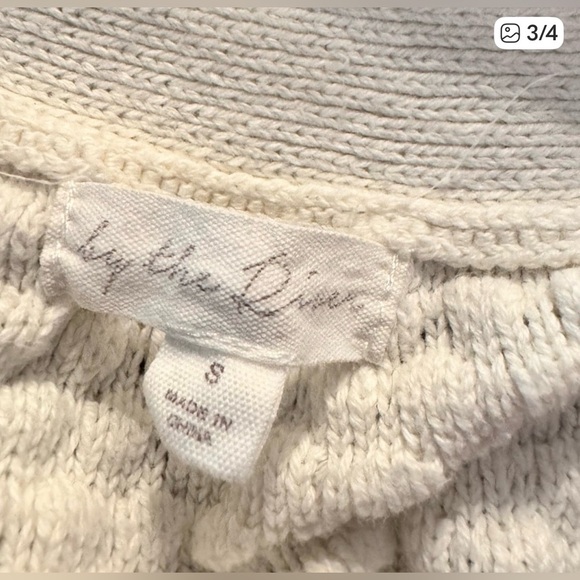 3/4
by the River
S
MADE IN
CHINA